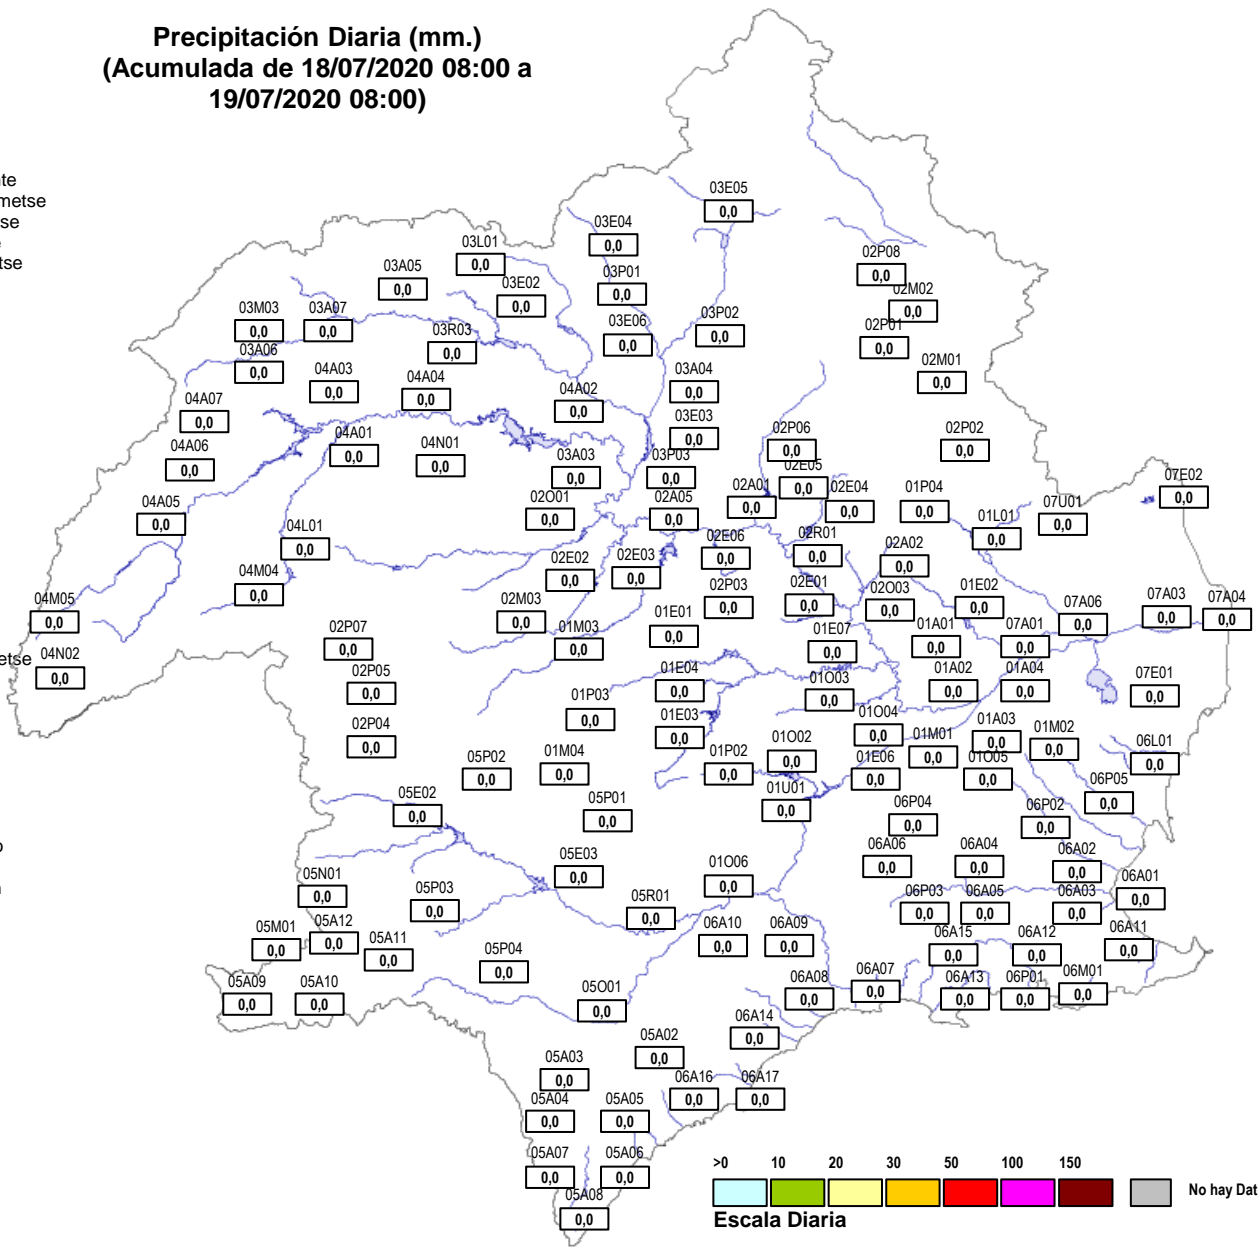 Precipitación Diaria (mm.)
(Acumulada de 18/07/2020 08:00 a
19/07/2020 08:00)
te
metse
se
tse
etse
o
03E05
0,0
03E04
0,0
03L01
0,0
02P08
0,0
03A05
0,0
03P01
0,0
03E02
0,0
02M02
0,0
03M03
0,0
03A07
0,0
03P02
0,0
03E06
0,0
03R03
0,0
02P01
0,0
03A06
0,0
02M01
0,0
04A03
0,0
04A04
0,0
03A04
0,0
04A02
0,0
04A07
0,0
03E03
0,0
02P06
0,0
02P02
0,0
04A01
0,0
04A06
0,0
04N01
0,0
03A03
0,0
03P03
0,0
02E05
0,0
07E02
0,0
02A01
0,0
02E04
0,0
01P04
0,0
04A05
0,0
02O01
0,0
02A05
0,0
07U01
0,0
01L01
0,0
04L01
0,0
02E06
0,0
02R01
0,0
02A02
0,0
02E02
0,0
02E03
0,0
04M04
0,0
04M05
0,0
02M03
0,0
02P03
0,0
02E01
0,0
02O03
0,0
01E02
0,0
07A06
0,0
07A03
0,0
07A04
0,0
01E01
0,0
01M03
0,0
02P07
0,0
01E07
0,0
01A01
0,0
07A01
0,0
04N02
0,0
02P05
0,0
01E04
0,0
01O03
0,0
01A02
0,0
01A04
0,0
07E01
0,0
01P03
0,0
02P04
0,0
01E03
0,0
01O04
0,0
01A03
0,0
01M02
0,0
01M01
0,0
06L01
0,0
05P02
0,0
01M04
0,0
01P02
0,0
01O02
0,0
01E06
0,0
01O05
0,0
06P05
0,0
05E02
0,0
05P01
0,0
01U01
0,0
06P04
0,0
06P02
0,0
05E03
0,0
06A06
0,0
06A04
0,0
06A02
0,0
05N01
0,0
01O06
0,0
06A01
0,0
05P03
0,0
05R01
0,0
06P03
0,0
06A05
0,0
06A03
0,0
05M01
0,0
05A12
0,0
05A11
0,0
06A10
0,0
06A09
0,0
06A15
0,0
06A12
0,0
06A11
0,0
05P04
0,0
05A09
0,0
05A10
0,0
05O01
0,0
06A08
0,0
06A07
0,0
06A13
0,0
06P01
0,0
06M01
0,0
06A14
0,0
05A02
0,0
05A03
0,0
06A16
0,0
06A17
0,0
05A04
0,0
05A05
0,0
05A07
0,0
05A06
0,0
05A08
0,0
>0 10 20 30 50 100 150
No hay Dat
Escala Diaria